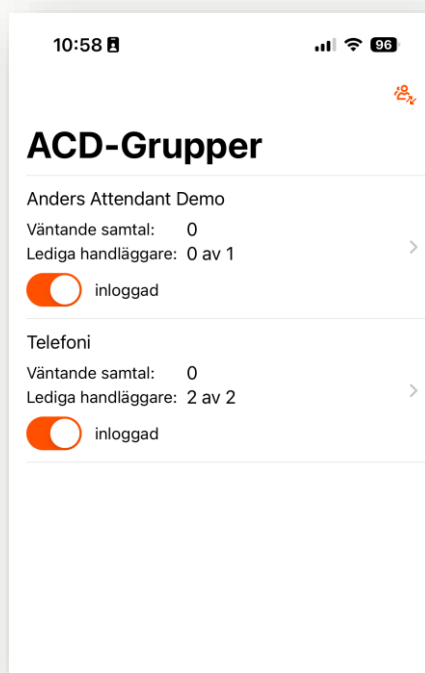 10:58
96
ACD-Grupper
Anders Attendant Demo
Väntande samtal: 0
Lediga handläggare: 0 av 1
inloggad
Telefoni
Väntande samtal: 0
Lediga handläggare: 2 av 2
inloggad